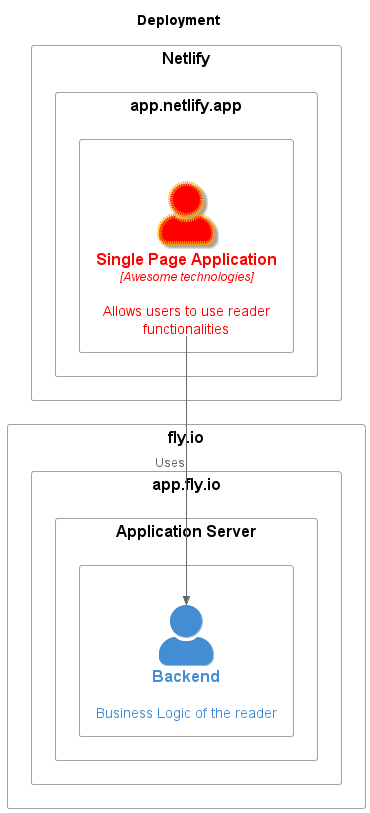 Deployment
Netlify
app.netlify.app
Single Page Application
[Awesome technologies]
Allows users to use reader
functionalities
fly.io
Uses
app.fly.io
Application Server
Backend
Business Logic of the reader